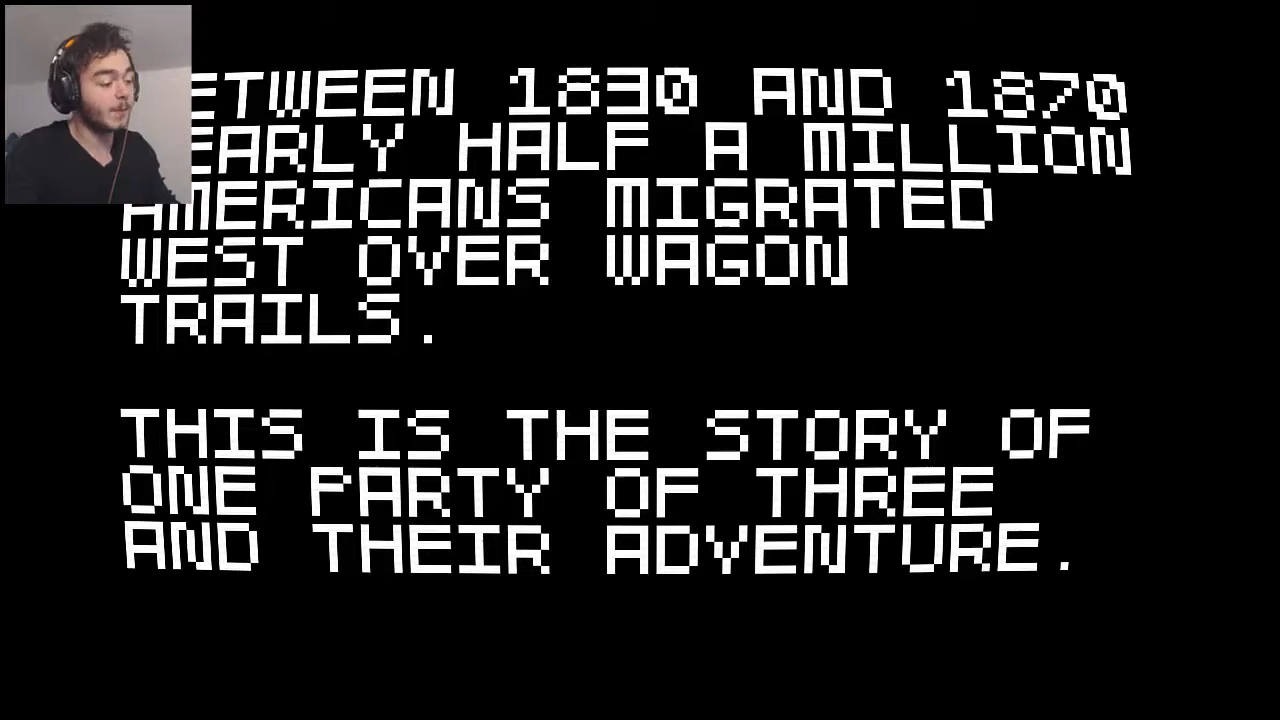 ETWEEN 1830 AND 1870
EARLY HALF A MILLION
AMERICANS MIGRATED
WEST OVER WAGON
TRAILS.
THIS IS THE STORY OF
ONE PARTY OF THREE
AND THEIR ADVENTURE.